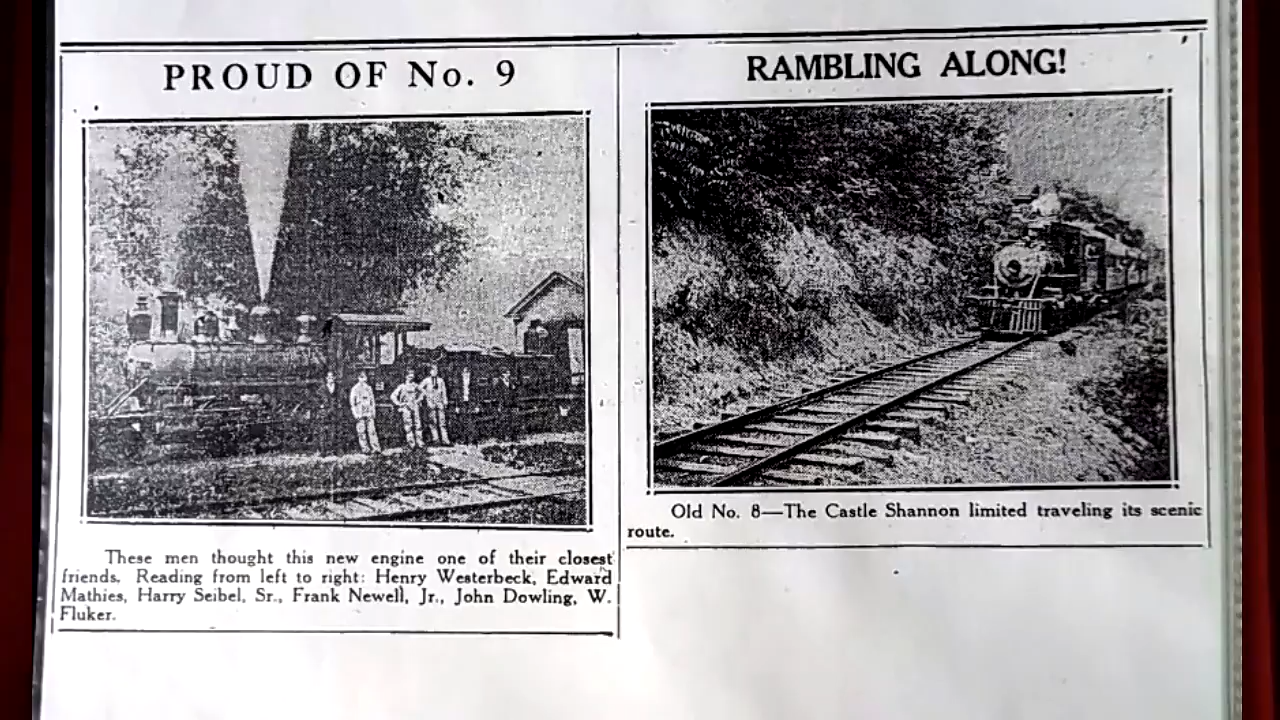 PROUD OF No. 9
These men thought this new engine one of their closest
friends. Reading from left to right: Henry Westerbeck, Edward
Mathies, Harry Seibel, Sr., Frank Newell, Jr., John Dowling, W.
Fluker.
RAMBLING ALONG!
Old No. 8—The Castle Shannon limited traveling its scenic
route.